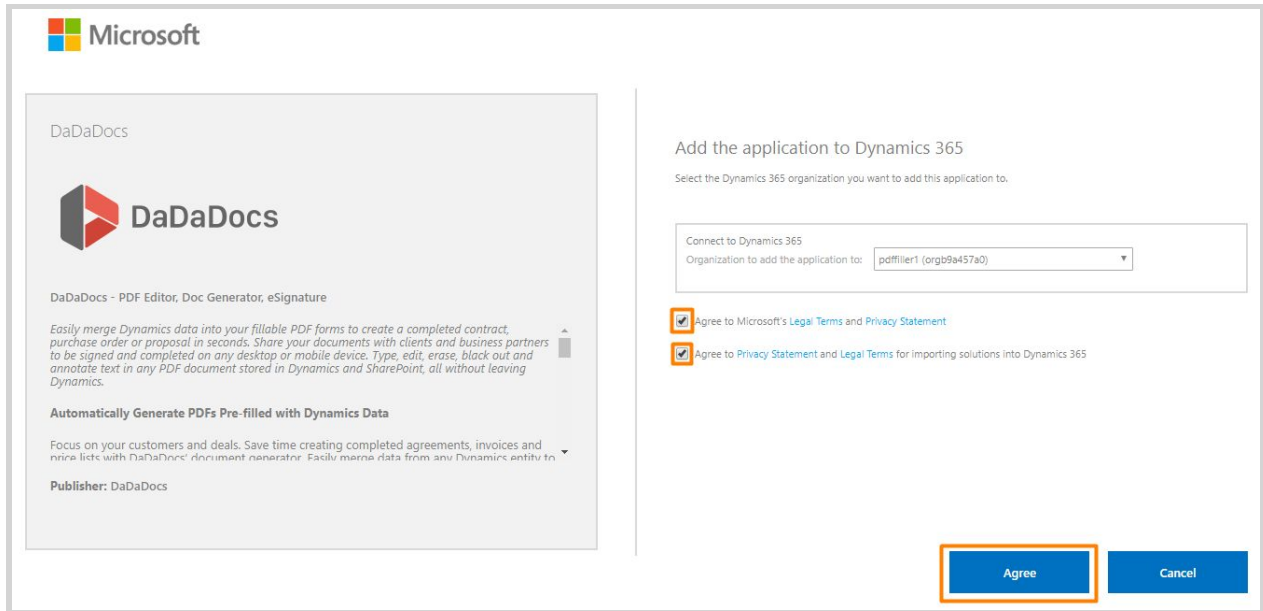 Microsoft
DaDaDocs
DaDaDocs
DaDaDocs - PDF Editor, Doc Generator, eSignature
Easily merge Dynamics data into your fillable PDF forms to create a completed contract,
purchase order or proposal in seconds. Share your documents with clients and business partners
to be signed and completed on any desktop or mobile device. Type, edit, erase, black out and
annotate text in any PDF document stored in Dynamics and SharePoint, all without leaving
Dynamics.
Automatically Generate PDFs Pre-filled with Dynamics Data
Focus on your customers and deals. Save time creating completed agreements, invoices and
price lists with DaDaDocs' document generator. Easily merge data from any Dynamics entity to
Publisher: DaDaDocs
Add the application to Dynamics 365
Select the Dynamics 365 organization you want to add this application to.
Connect to Dynamics 365
Organization to add the application to: pdffiller1 (orgb9a457a0)
Agree to Microsoft's Legal Terms and Privacy Statement
Agree to Privacy Statement and Legal Terms for importing solutions into Dynamics 365
Agree
Cancel